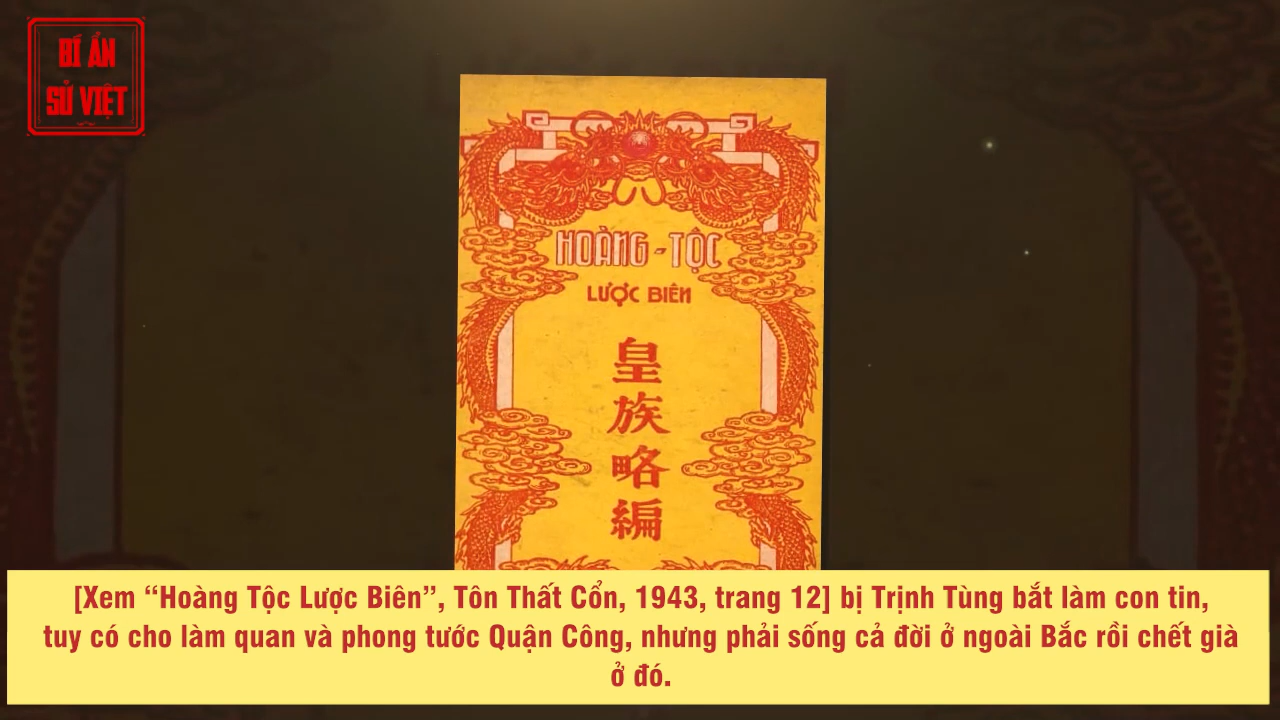 BÍ ẨN
SỬ VIỆT
HOÀNG - TỘC
LƯỢC BIÊN
皇
族
略
編
[Xem “Hoàng Tộc Lược Biên”, Tôn Thất Cổn, 1943, trang 12] bị Trịnh Tùng bắt làm con tin,
tuy có cho làm quan và phong tước Quận Công, nhưng phải sống cả đời ở ngoài Bắc rồi chết già
ở đó.